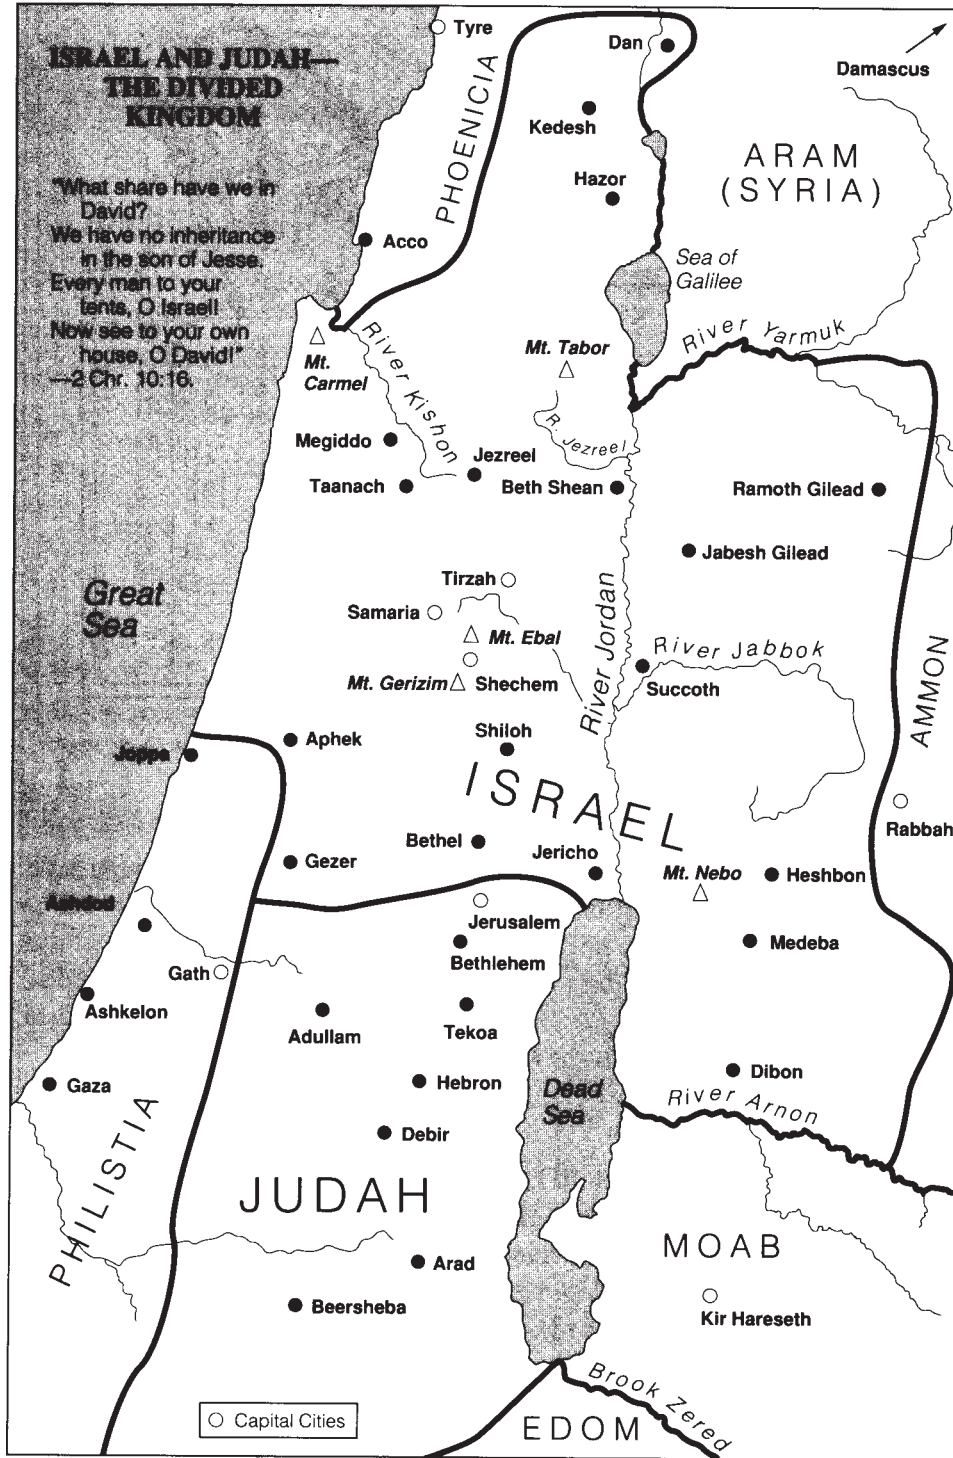 ISRAEL AND JUDAH—
THE DIVIDED
KINGDOM
"What share have we in
David?
We have no inheritance
in the son of Jesse.
Every man to your
tents, O Israel!
Now see to your own
house, O David!"
—2 Chr. 10:16.
Tyre
Dan
Damascus
PHOENICIA
Kedesh
ARAM
(SYRIA)
Hazor
Acco
Sea of
Galilee
River Yarmuk
Mt.
Carmel
River Kishon
Mt. Tabor
R. Jezreel
Megiddo
Jezreel
Taanach
Beth Shean
Ramoth Gilead
Jabesh Gilead
Great
Sea
Tirzah
Samaria
Mt. Ebal
River Jordan
River Jabbok
AMMON
Mt. Gerizim
Shechem
Succoth
Joppa
Aphek
Shiloh
ISRAEL
Rabbah
Bethel
Gezer
Jericho
Mt. Nebo
Heshbon
Ashdod
Jerusalem
Medeba
Bethlehem
Gath
Ashkelon
Adullam
Tekoa
Gaza
Hebron
Dead
Sea
Dibon
River Arnon
Debir
PHILISTIA
JUDAH
MOAB
Arad
Beersheba
Kir Hareseth
Brook Zered
EDOM
Capital Cities